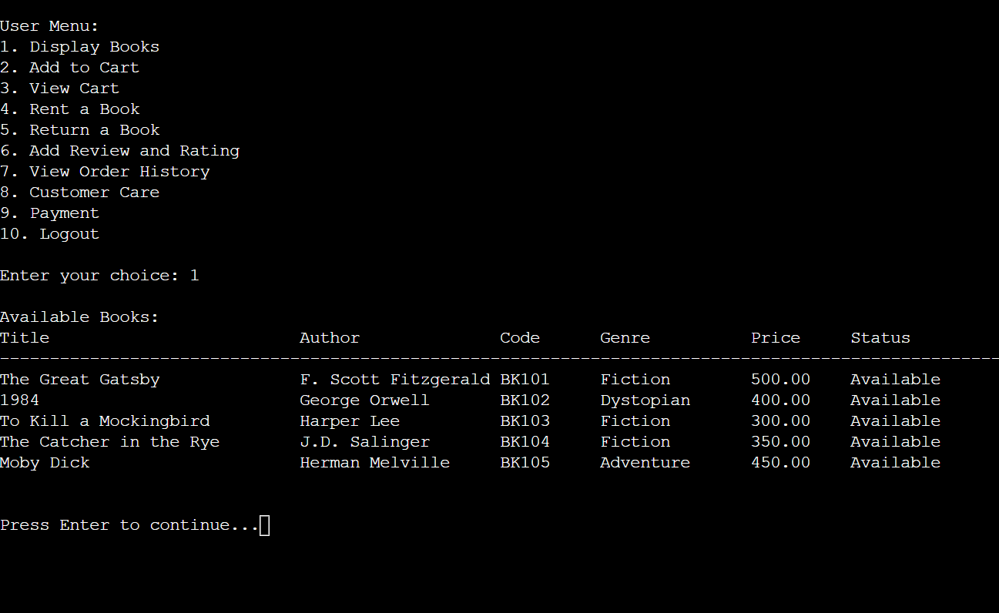 User Menu:
1. Display Books
2. Add to Cart
3. View Cart
4. Rent a Book
5. Return a Book
6. Add Review and Rating
7. View Order History
8. Customer Care
9. Payment
10. Logout
Enter your choice: 1
Available Books:
Title Author Code Genre Price Status
----------------------------------------------------------------------------------------------------
The Great Gatsby F. Scott Fitzgerald BK101 Fiction 500.00 Available
1984 George Orwell BK102 Dystopian 400.00 Available
To Kill a Mockingbird Harper Lee BK103 Fiction 300.00 Available
The Catcher in the Rye J.D. Salinger BK104 Fiction 350.00 Available
Moby Dick Herman Melville BK105 Adventure 450.00 Available
Press Enter to continue...